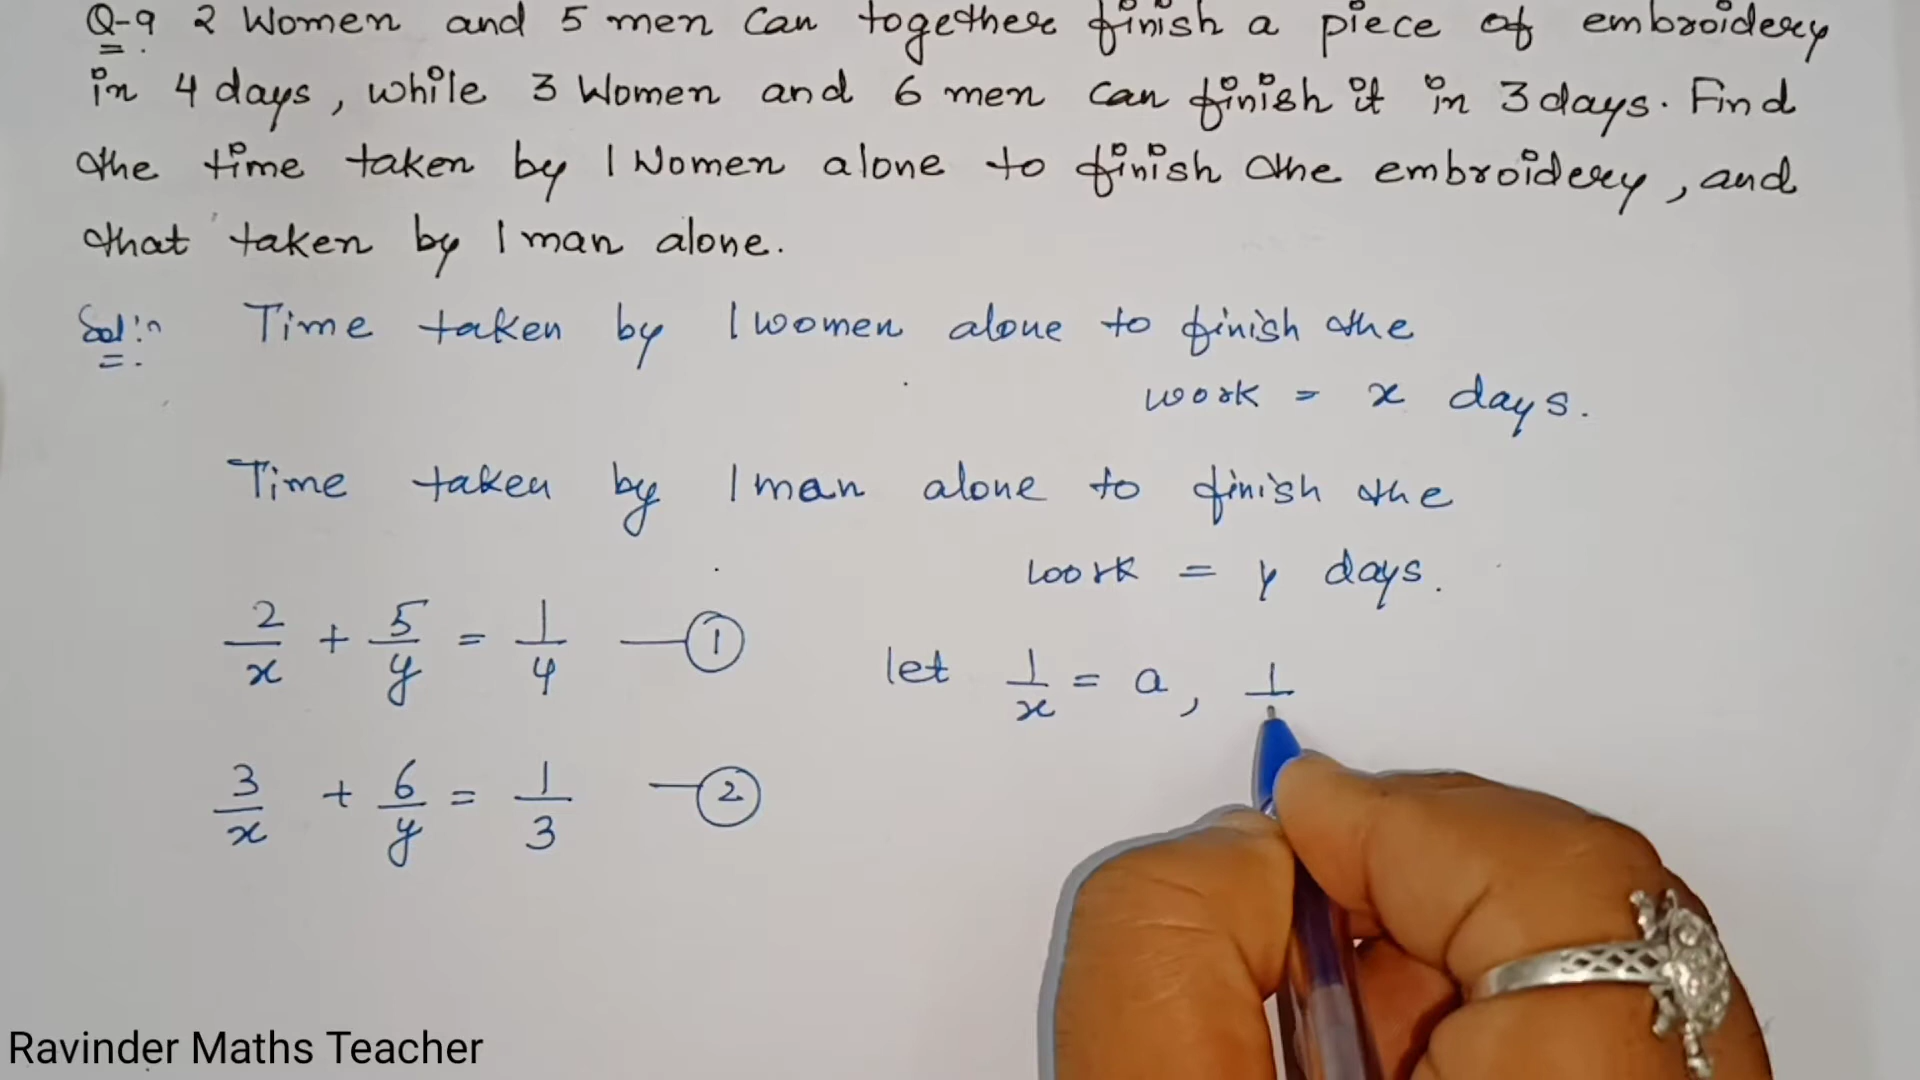 Q-9. 2 Women and 5 men can together finish a piece of embroidery
in 4 days, while 3 Women and 6 men can finish it in 3 days. Find
the time taken by 1 Women alone to finish the embroidery, and
that taken by 1 man alone.
Sol:n Time taken by 1 women alone to finish the
work = x days.
Time taken by 1 man alone to finish the
work = y days.
2/x + 5/y = 1/4 —①
let 1/x = a, 1/
3/x + 6/y = 1/3 —②
Ravinder Maths Teacher